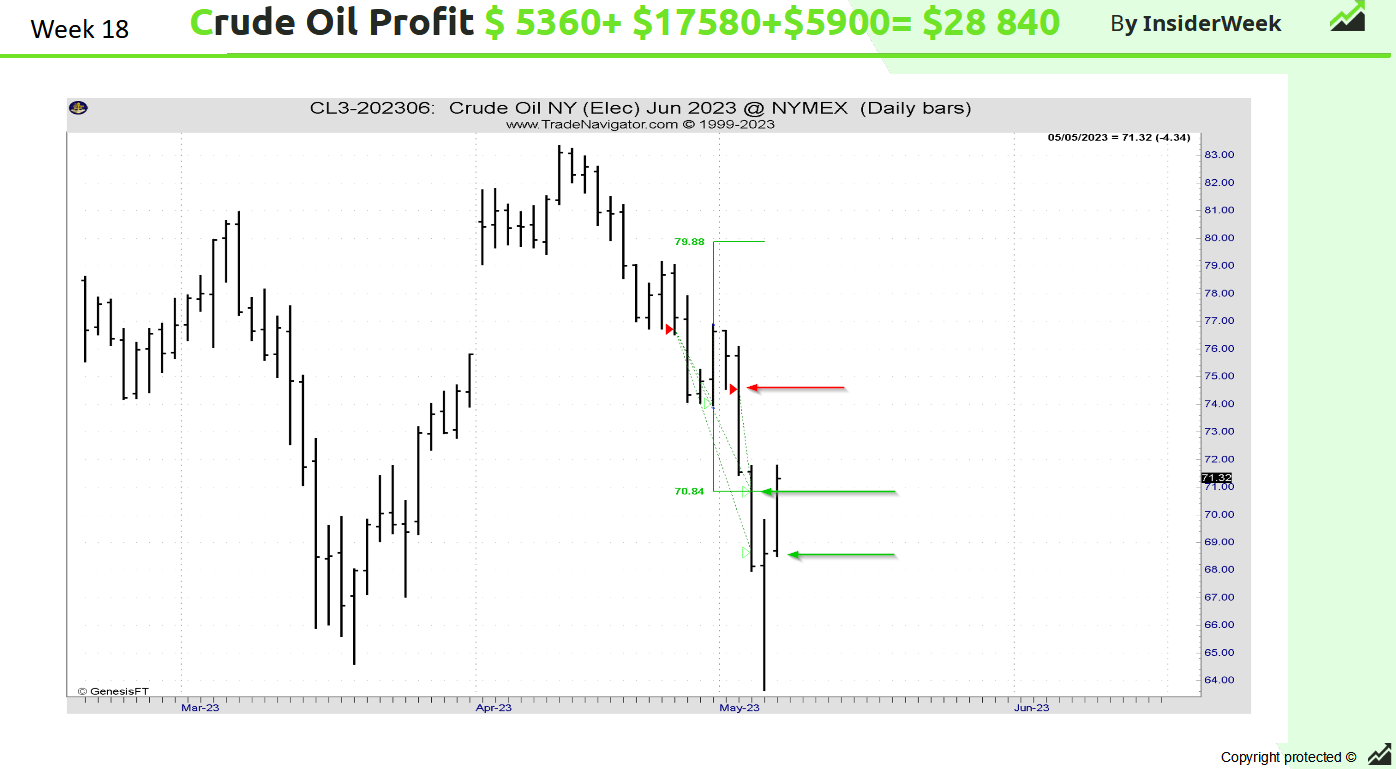 Week 18
Crude Oil Profit $ 5360+ $17580+$5900= $28 840
By InsiderWeek
CL3-202306: Crude Oil NY (Elec) Jun 2023 @ NYMEX (Daily bars)
www.TradeNavigator.com © 1999-2023
05/05/2023 = 71.32 (-4.34)
83.00
82.00
81.00
80.00
79.88
79.00
78.00
77.00
76.00
75.00
74.00
73.00
72.00
71.32
71.00
70.84
70.00
69.00
68.00
67.00
66.00
65.00
64.00
© GenesisFT
Mar-23 Apr-23 May-23 Jun-23
Copyright protected ©